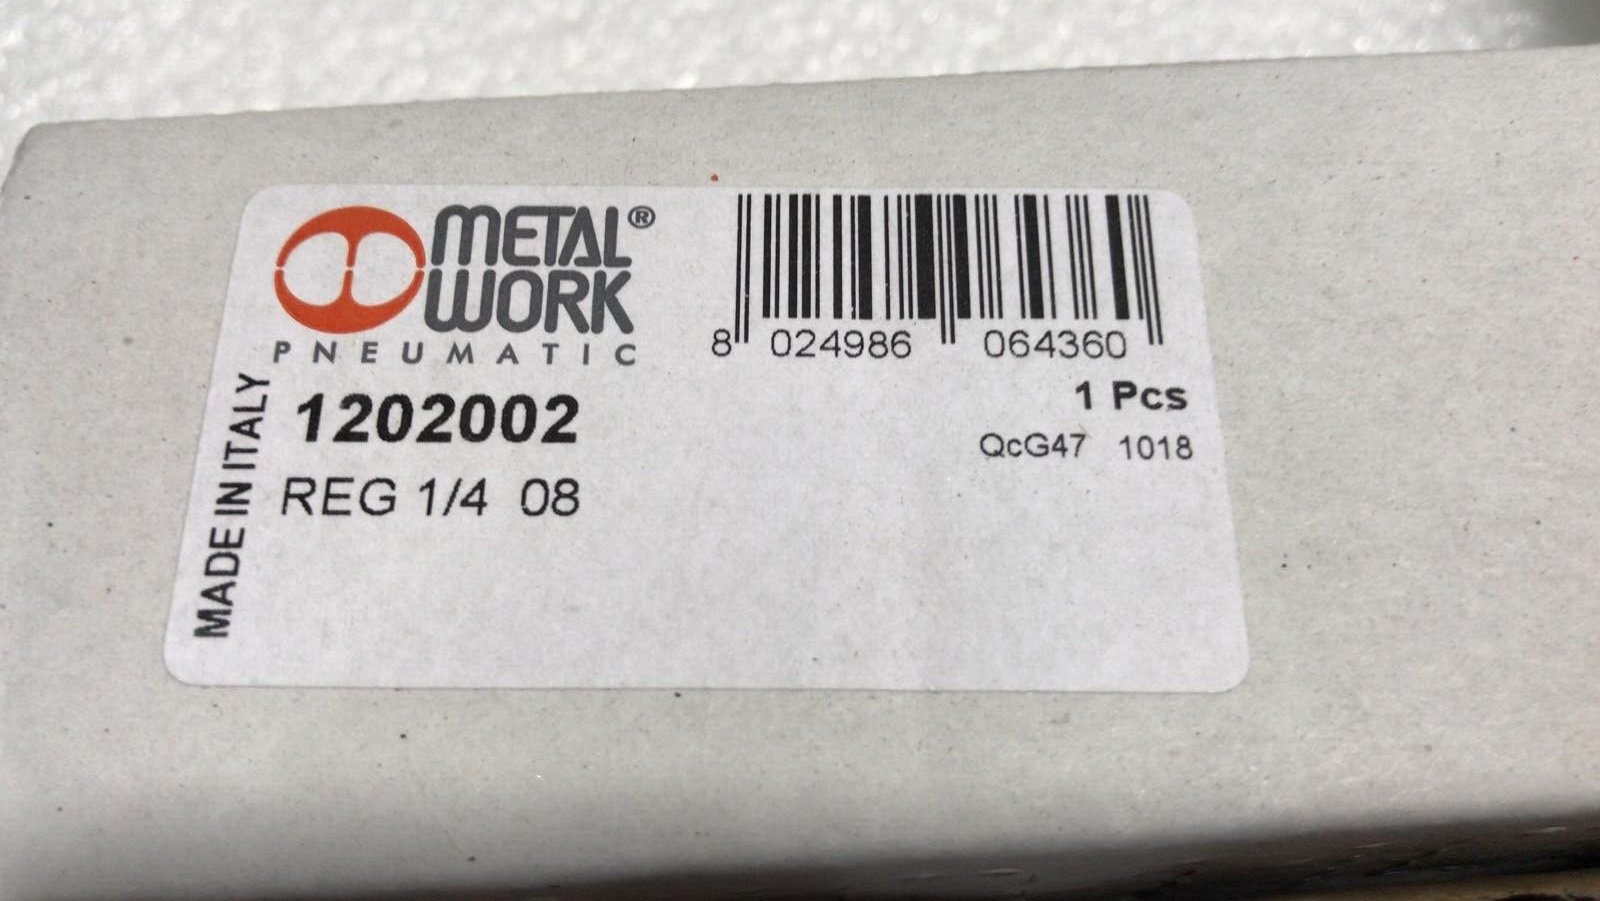 METAL®
WORK
PNEUMATIC
8 024986 064360
MADE IN ITALY
1202002
1 Pcs
REG 1/4 08
QcG47 1018